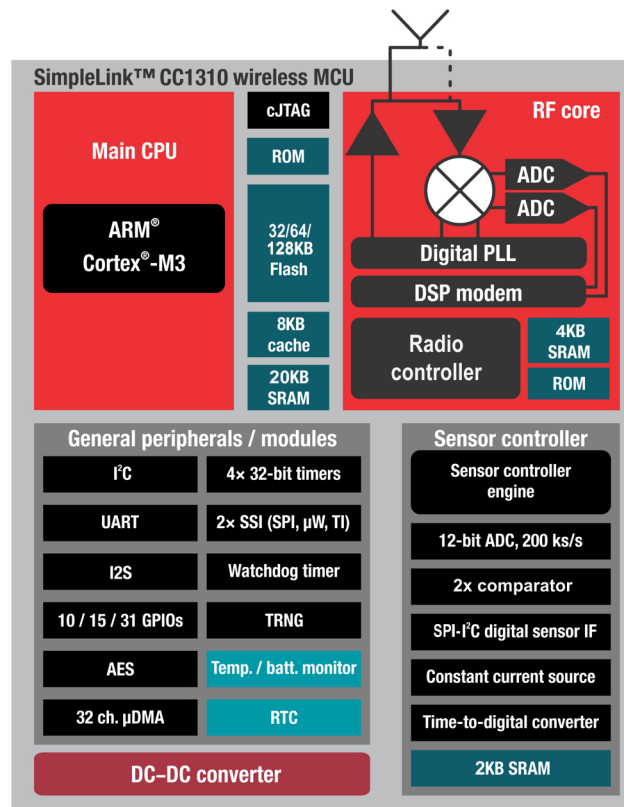 SimpleLink™ CC1310 wireless MCU
Main CPU
ARM®
Cortex®-M3
cJTAG
ROM
32/64/
128KB
Flash
8KB
cache
20KB
SRAM
RF core
ADC
ADC
Digital PLL
DSP modem
Radio
controller
4KB
SRAM
ROM
General peripherals / modules
I²C
4× 32-bit timers
UART
2× SSI (SPI, µW, TI)
I2S
Watchdog timer
10 / 15 / 31 GPIOs
TRNG
AES
Temp. / batt. monitor
32 ch. µDMA
RTC
DC–DC converter
Sensor controller
Sensor controller
engine
12-bit ADC, 200 ks/s
2x comparator
SPI-I²C digital sensor IF
Constant current source
Time-to-digital converter
2KB SRAM